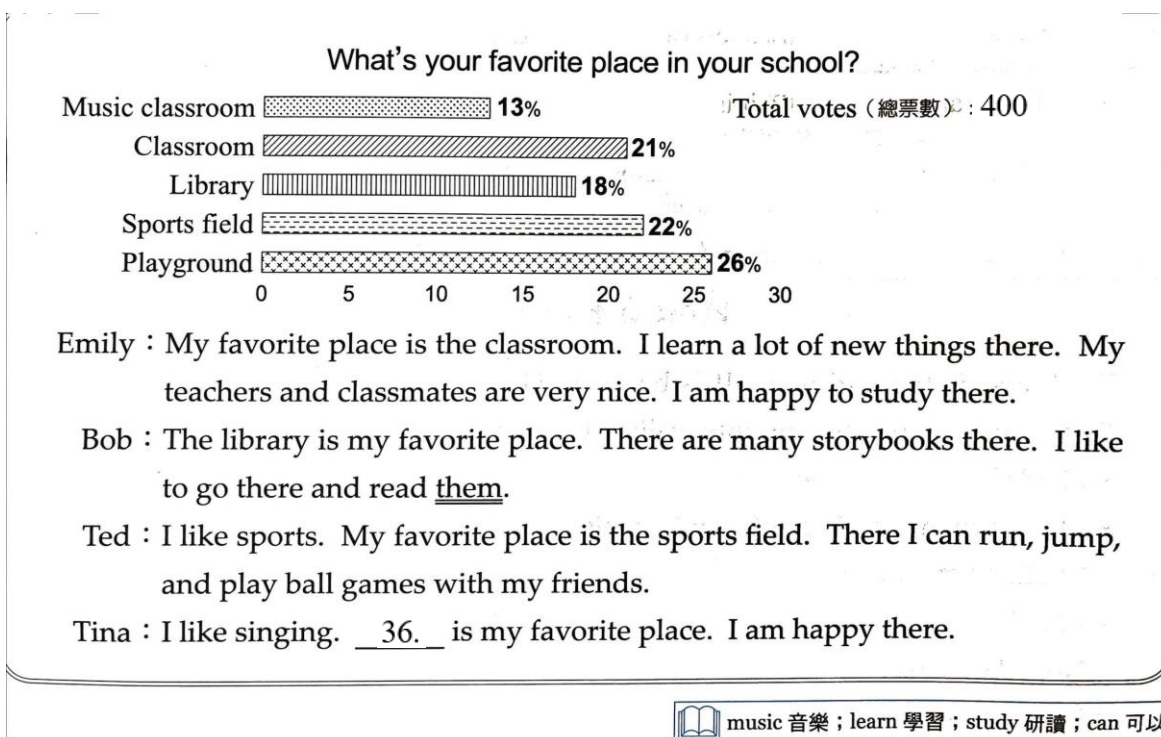 What's your favorite place in your school?
Music classroom 13% Total votes（總票數）: 400
Classroom 21%
Library 18%
Sports field 22%
Playground 26%
0 5 10 15 20 25 30
Emily：My favorite place is the classroom. I learn a lot of new things there. My
teachers and classmates are very nice. I am happy to study there.
Bob：The library is my favorite place. There are many storybooks there. I like
to go there and read them.
Ted：I like sports. My favorite place is the sports field. There I can run, jump,
and play ball games with my friends.
Tina：I like singing. 36. is my favorite place. I am happy there.
music 音樂；learn 學習；study 研讀；can 可以